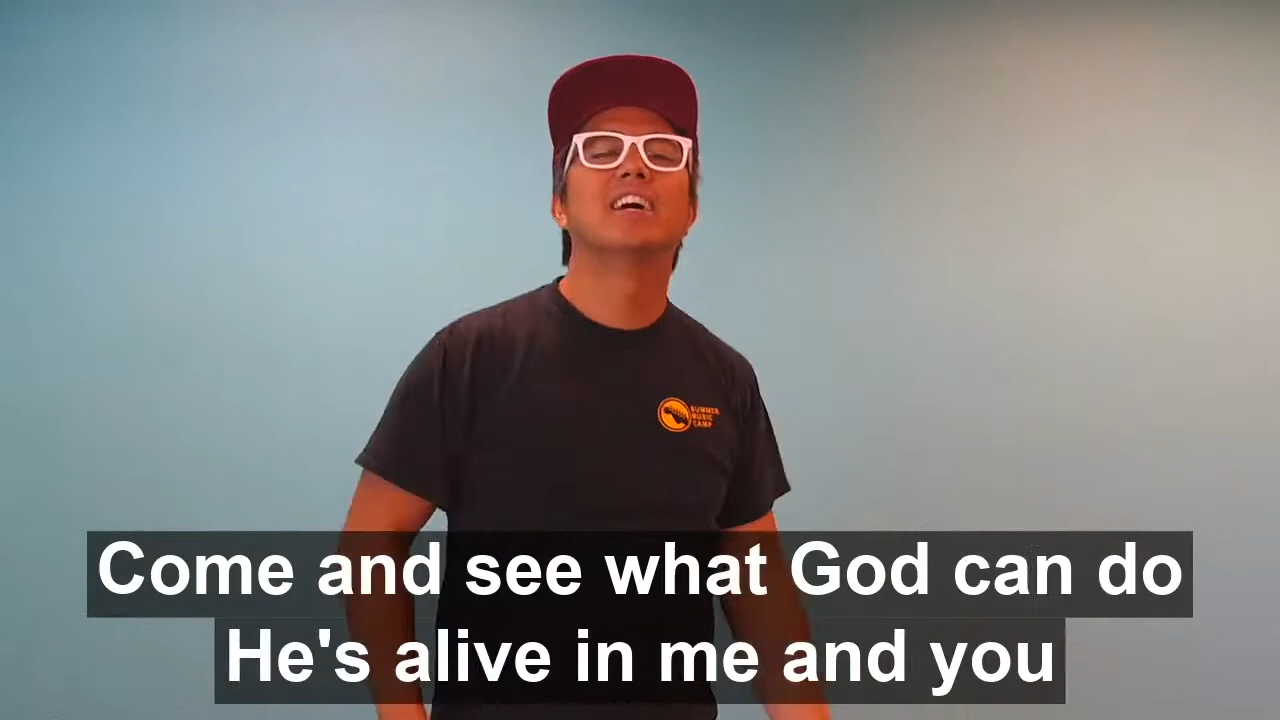 SUMMER
MUSIC
CAMP
Come and see what God can do
He's alive in me and you